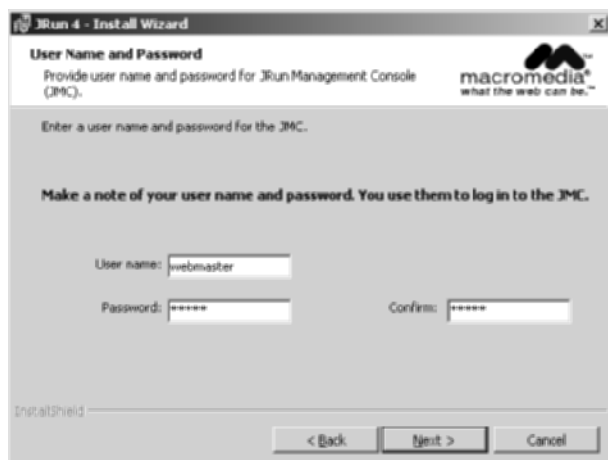 JRun 4 - Install Wizard
User Name and Password
Provide user name and password for JRun Management Console
(JMC).
macromedia®
what the web can be.™
Enter a user name and password for the JMC.
Make a note of your user name and password. You use them to log in to the JMC.
User name: webmaster
Password: ***** Confirm: *****
InstallShield
< Back Next > Cancel